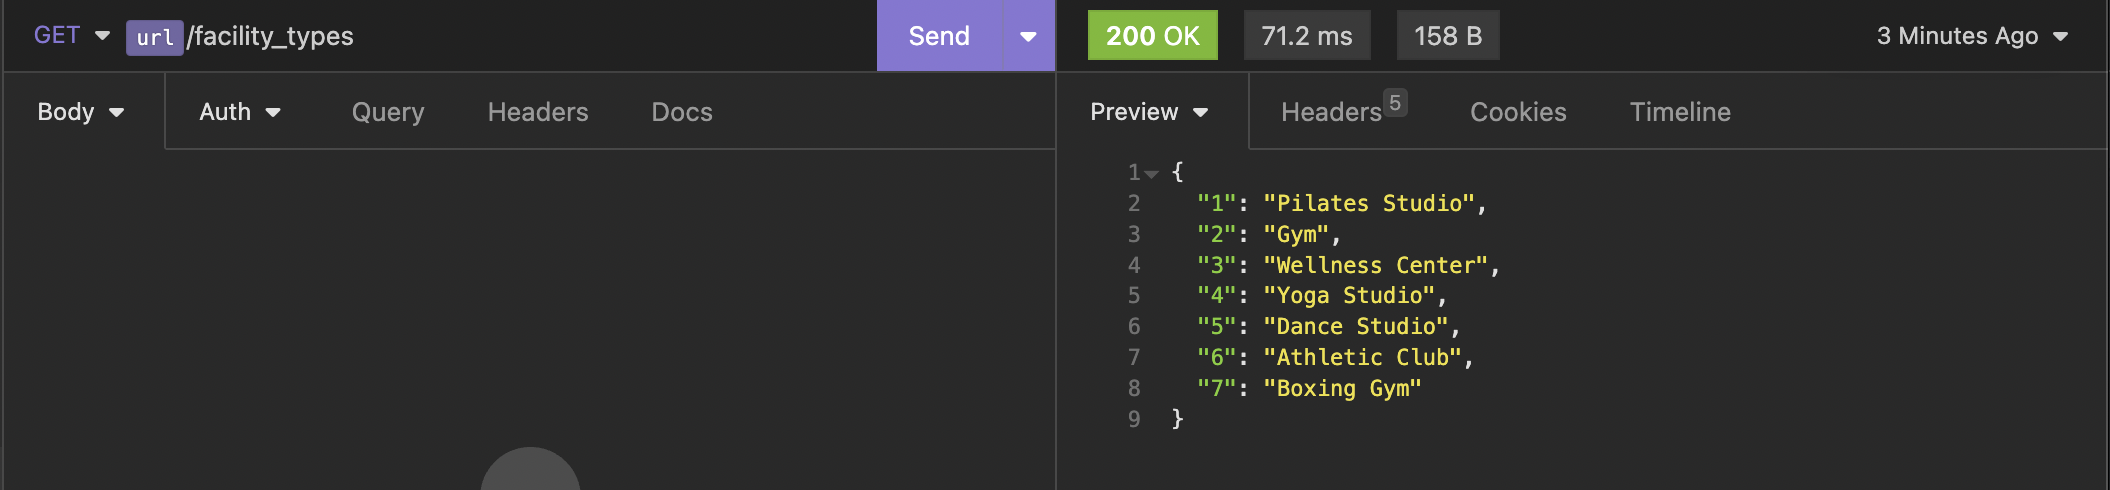 GET url/facility_types Send 200 OK 71.2 ms 158 B 3 Minutes Ago
Body Auth Query Headers Docs Preview Headers 5 Cookies Timeline
1 {
2 "1": "Pilates Studio",
3 "2": "Gym",
4 "3": "Wellness Center",
5 "4": "Yoga Studio",
6 "5": "Dance Studio",
7 "6": "Athletic Club",
8 "7": "Boxing Gym"
9 }